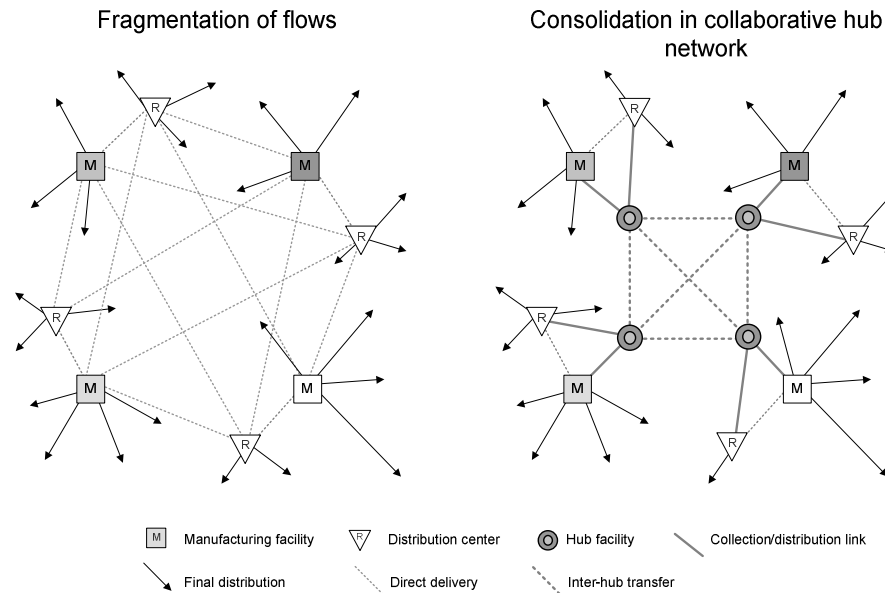 Fragmentation of flows
Consolidation in collaborative hub
network
R
R
M
M
M
M
R
O
O
R
R
R
O
O
M
M
M
M
R
R
M
Manufacturing facility
R
Distribution center
O
Hub facility
Collection/distribution link
Final distribution
Direct delivery
Inter-hub transfer